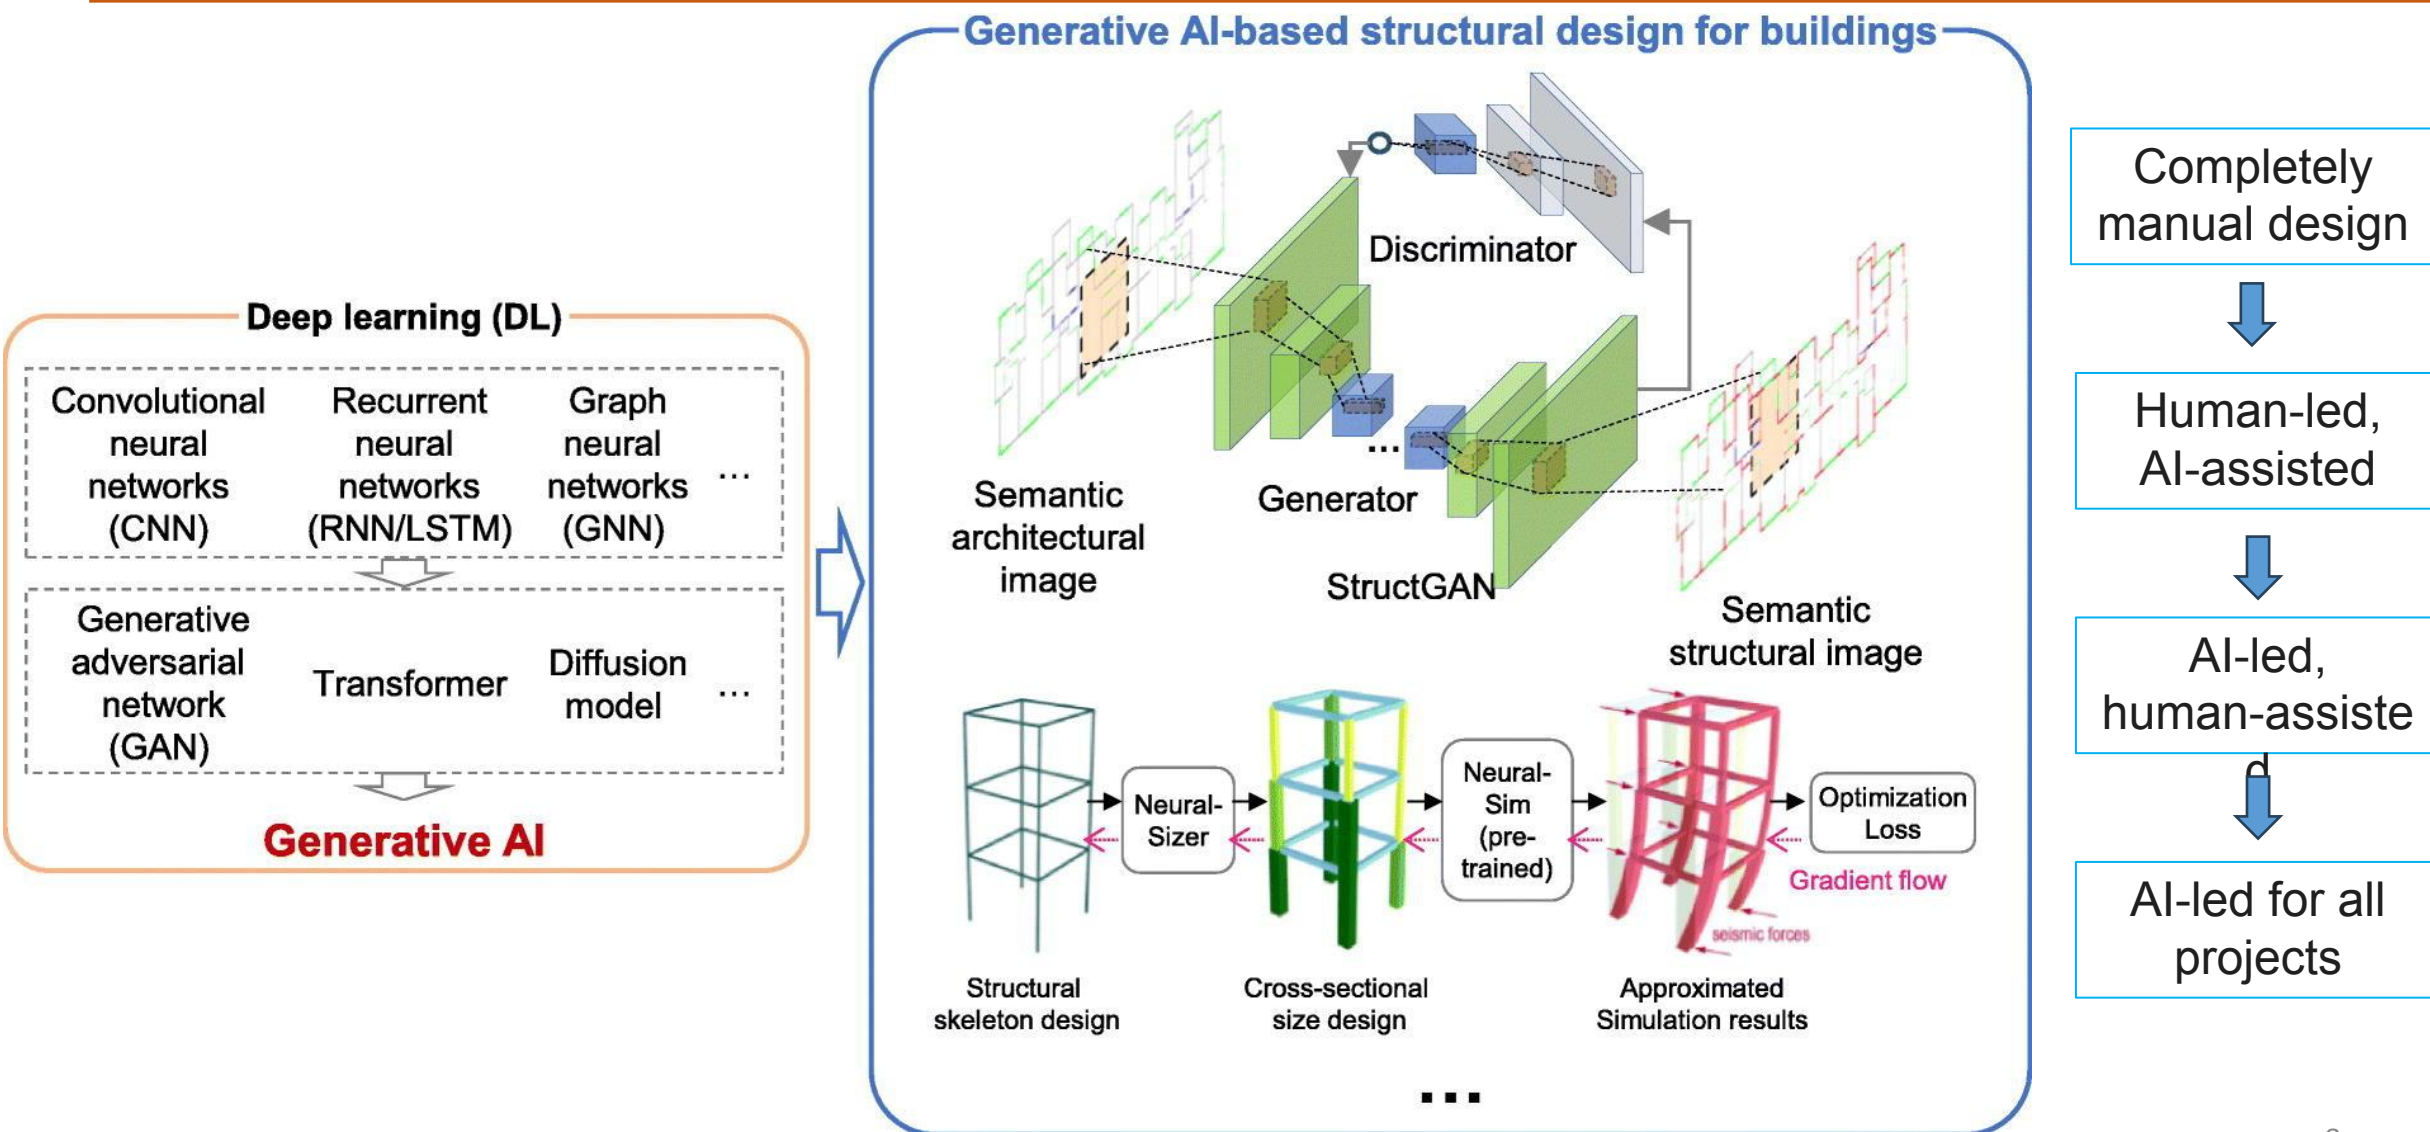 Generative AI-based structural design for buildings
Deep learning (DL)
Convolutional
neural
networks
(CNN)
Recurrent
neural
networks
(RNN/LSTM)
Graph
neural
networks
(GNN)
...
Generative
adversarial
network
(GAN)
Transformer
Diffusion
model
...
Generative AI
Discriminator
Semantic
architectural
image
Generator
...
StructGAN
Semantic
structural image
Neural-
Sizer
Neural-
Sim
(pre-
trained)
Optimization
Loss
Gradient flow
seismic forces
Structural
skeleton design
Cross-sectional
size design
Approximated
Simulation results
...
Completely
manual design
Human-led,
AI-assisted
AI-led,
human-assiste
d
AI-led for all
projects